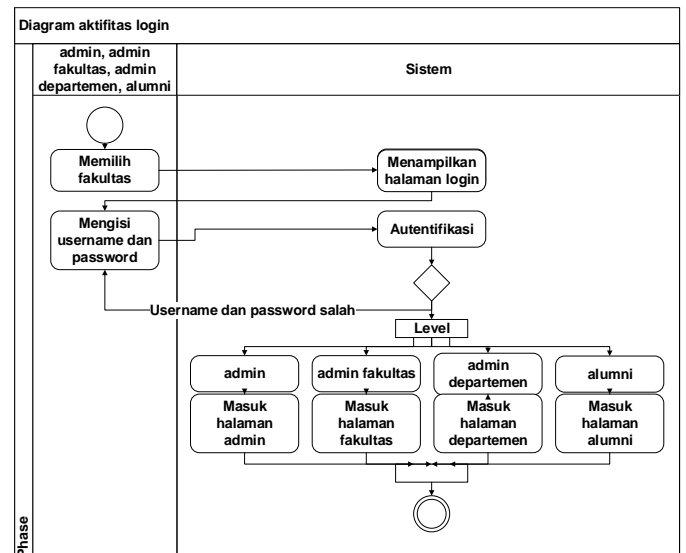 Diagram aktifitas login
admin, admin
fakultas, admin
departemen, alumni
Sistem
Memilih
fakultas
Menampilkan
halaman login
Mengisi
username dan
password
Autentifikasi
Username dan password salah
Level
admin
admin fakultas
admin
departemen
alumni
Masuk
halaman
admin
Masuk
halaman
fakultas
Masuk
halaman
departemen
Masuk
halaman
alumni
Phase